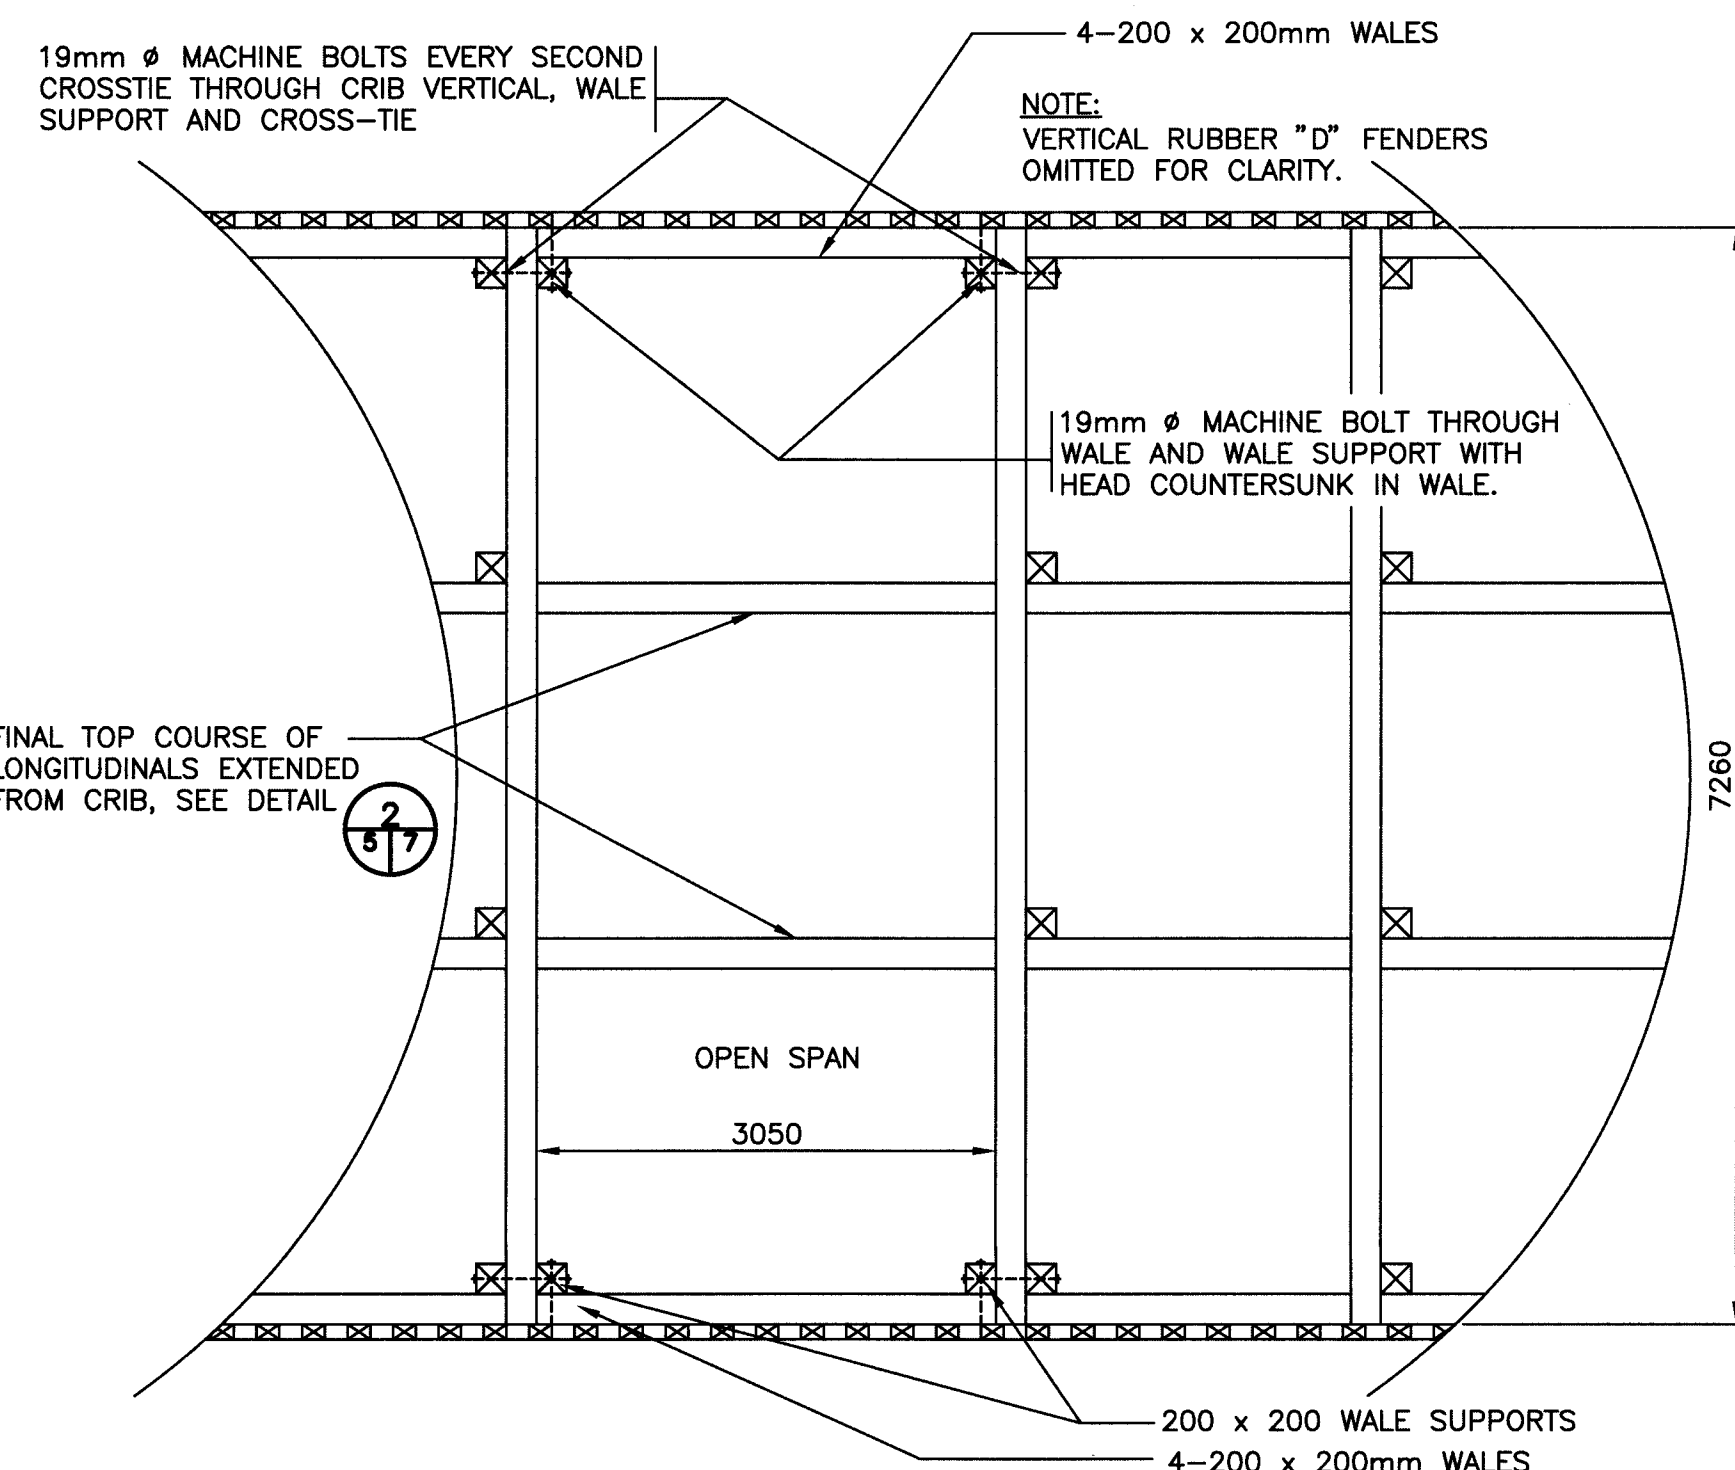 19mm ø MACHINE BOLTS EVERY SECOND
CROSSTIE THROUGH CRIB VERTICAL, WALE
SUPPORT AND CROSS-TIE
4-200 x 200mm WALES
NOTE:
VERTICAL RUBBER "D" FENDERS
OMITTED FOR CLARITY.
19mm ø MACHINE BOLT THROUGH
WALE AND WALE SUPPORT WITH
HEAD COUNTERSUNK IN WALE.
FINAL TOP COURSE OF
LONGITUDINALS EXTENDED
FROM CRIB, SEE DETAIL
2
5 7
7260
OPEN SPAN
3050
200 x 200 WALE SUPPORTS
4-200 x 200mm WALES